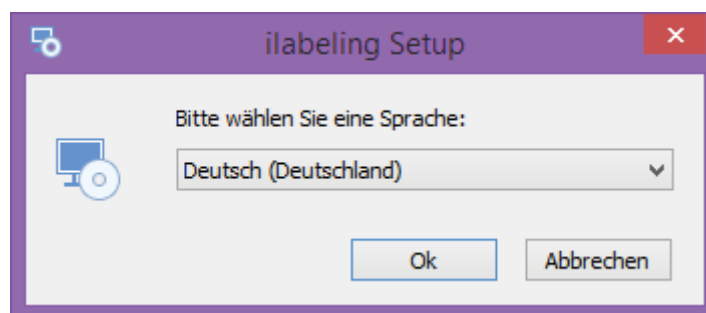 ilabeling Setup
Bitte wählen Sie eine Sprache:
Deutsch (Deutschland)
Ok
Abbrechen